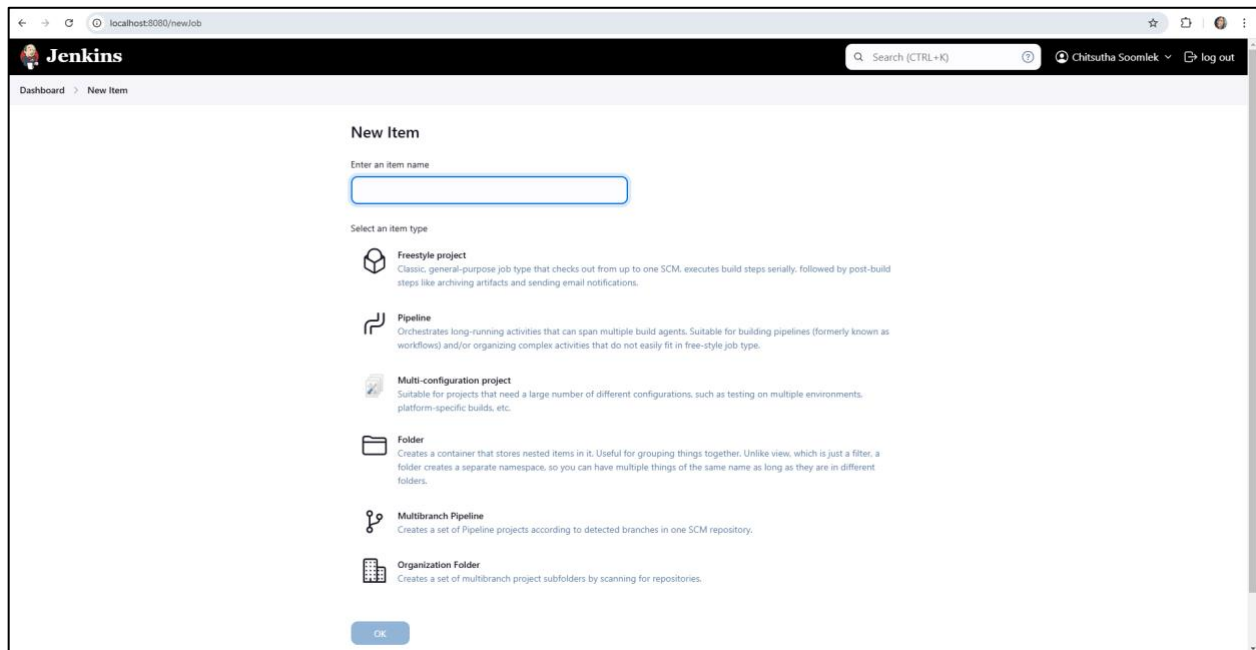 localhost:8080/newJob
Jenkins
Search (CTRL+K)
Chitsutha Soomlek
log out
Dashboard > New Item
New Item
Enter an item name
Select an item type
Freestyle project
Classic, general-purpose job type that checks out from up to one SCM, executes build steps serially, followed by post-build
steps like archiving artifacts and sending email notifications.
Pipeline
Orchestrates long-running activities that can span multiple build agents. Suitable for building pipelines (formerly known as
workflows) and/or organizing complex activities that do not easily fit in free-style job type.
Multi-configuration project
Suitable for projects that need a large number of different configurations, such as testing on multiple environments,
platform-specific builds, etc.
Folder
Creates a container that stores nested items in it. Useful for grouping things together. Unlike view, which is just a filter, a
folder creates a separate namespace, so you can have multiple things of the same name as long as they are in different
folders.
Multibranch Pipeline
Creates a set of Pipeline projects according to detected branches in one SCM repository.
Organization Folder
Creates a set of multibranch project subfolders by scanning for repositories.
OK